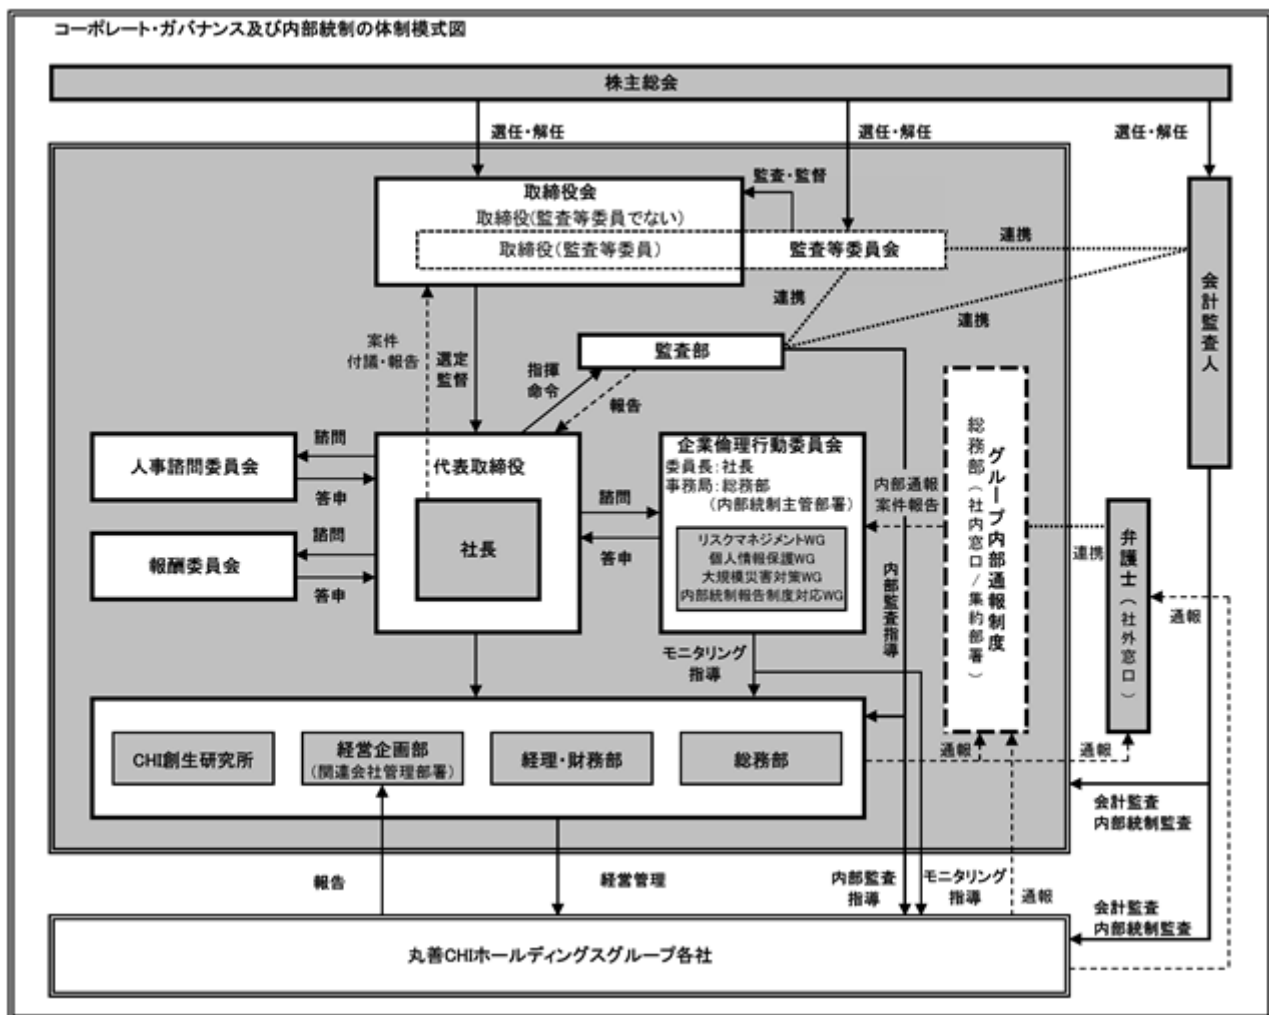 コーポレート・ガバナンス及び内部統制の体制模式図
株主総会
選任・解任
選任・解任
選任・解任
取締役会
取締役(監査等委員でない)
取締役(監査等委員)
監査・監督
監査等委員会
連携
連携
連携
会計監査人
案件
付議・報告
選定
監督
監査部
指揮
命令
報告
人事諮問委員会
諮問
答申
報酬委員会
諮問
答申
代表取締役
社長
諮問
答申
企業倫理行動委員会
委員長:社長
事務局:総務部
(内部統制主管部署)
リスクマネジメントWG
個人情報保護WG
大規模災害対策WG
内部統制報告制度対応WG
内部通報
案件報告
内部監査指導
グループ内部通報制度
総務部(社内窓口/集約部署)
連携
弁護士(社外窓口)
通報
モニタリング
指導
CHI創生研究所
経営企画部
(関連会社管理部署)
経理・財務部
総務部
通報
通報
会計監査
内部統制監査
報告
経営管理
内部監査
指導
モニタリング
指導
通報
会計監査
内部統制監査
丸善CHIホールディングスグループ各社